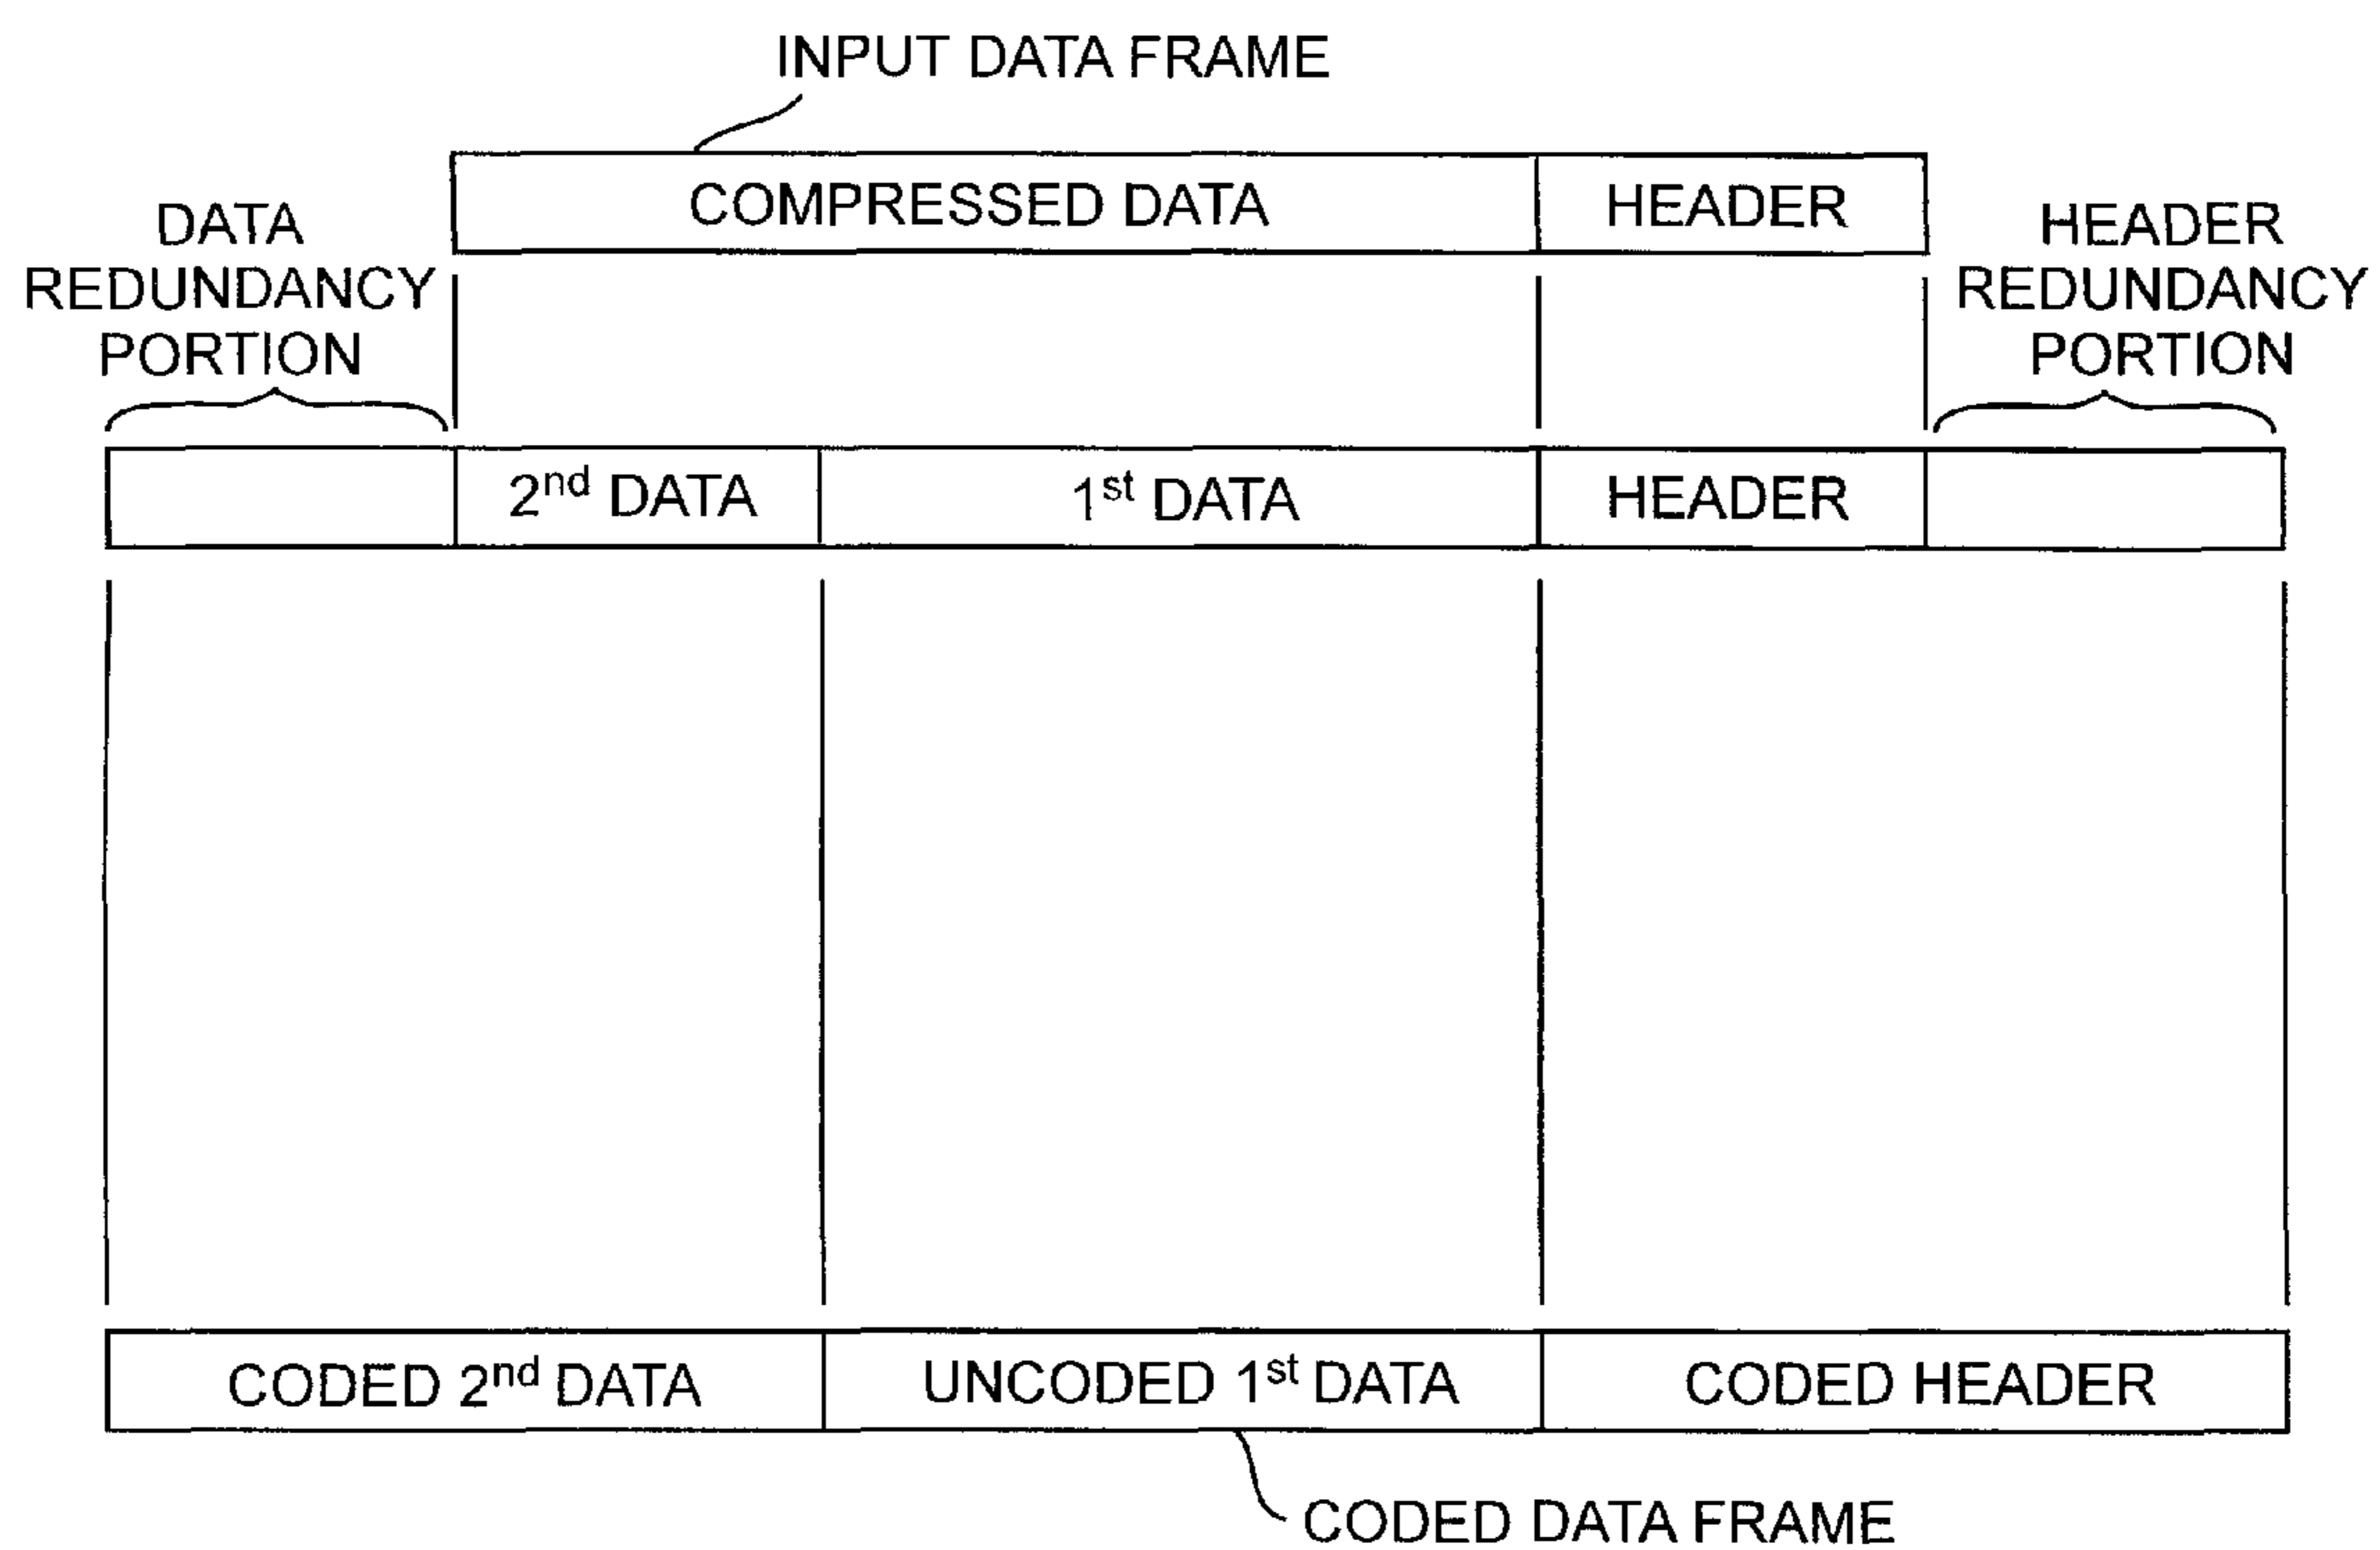 INPUT DATA FRAME
COMPRESSED DATA
HEADER
DATA
REDUNDANCY
PORTION
HEADER
REDUNDANCY
PORTION
2nd DATA
1st DATA
HEADER
CODED 2nd DATA
UNCODED 1st DATA
CODED HEADER
CODED DATA FRAME